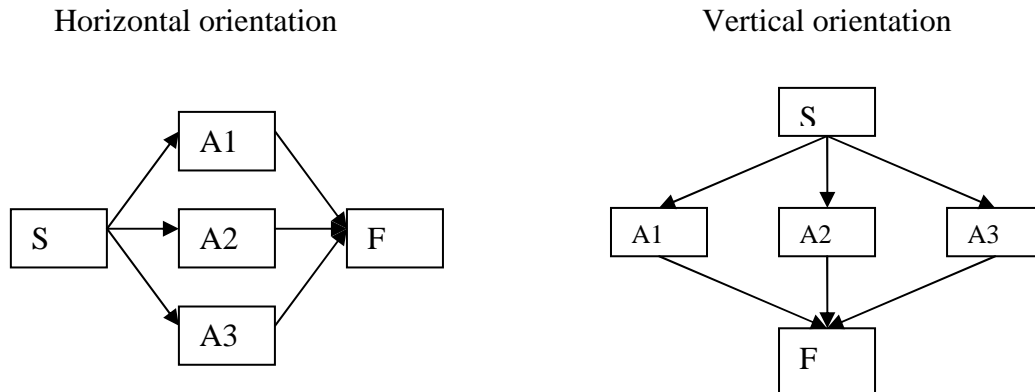 Horizontal orientation
A1
S
A2
F
A3
Vertical orientation
S
A1
A2
A3
F